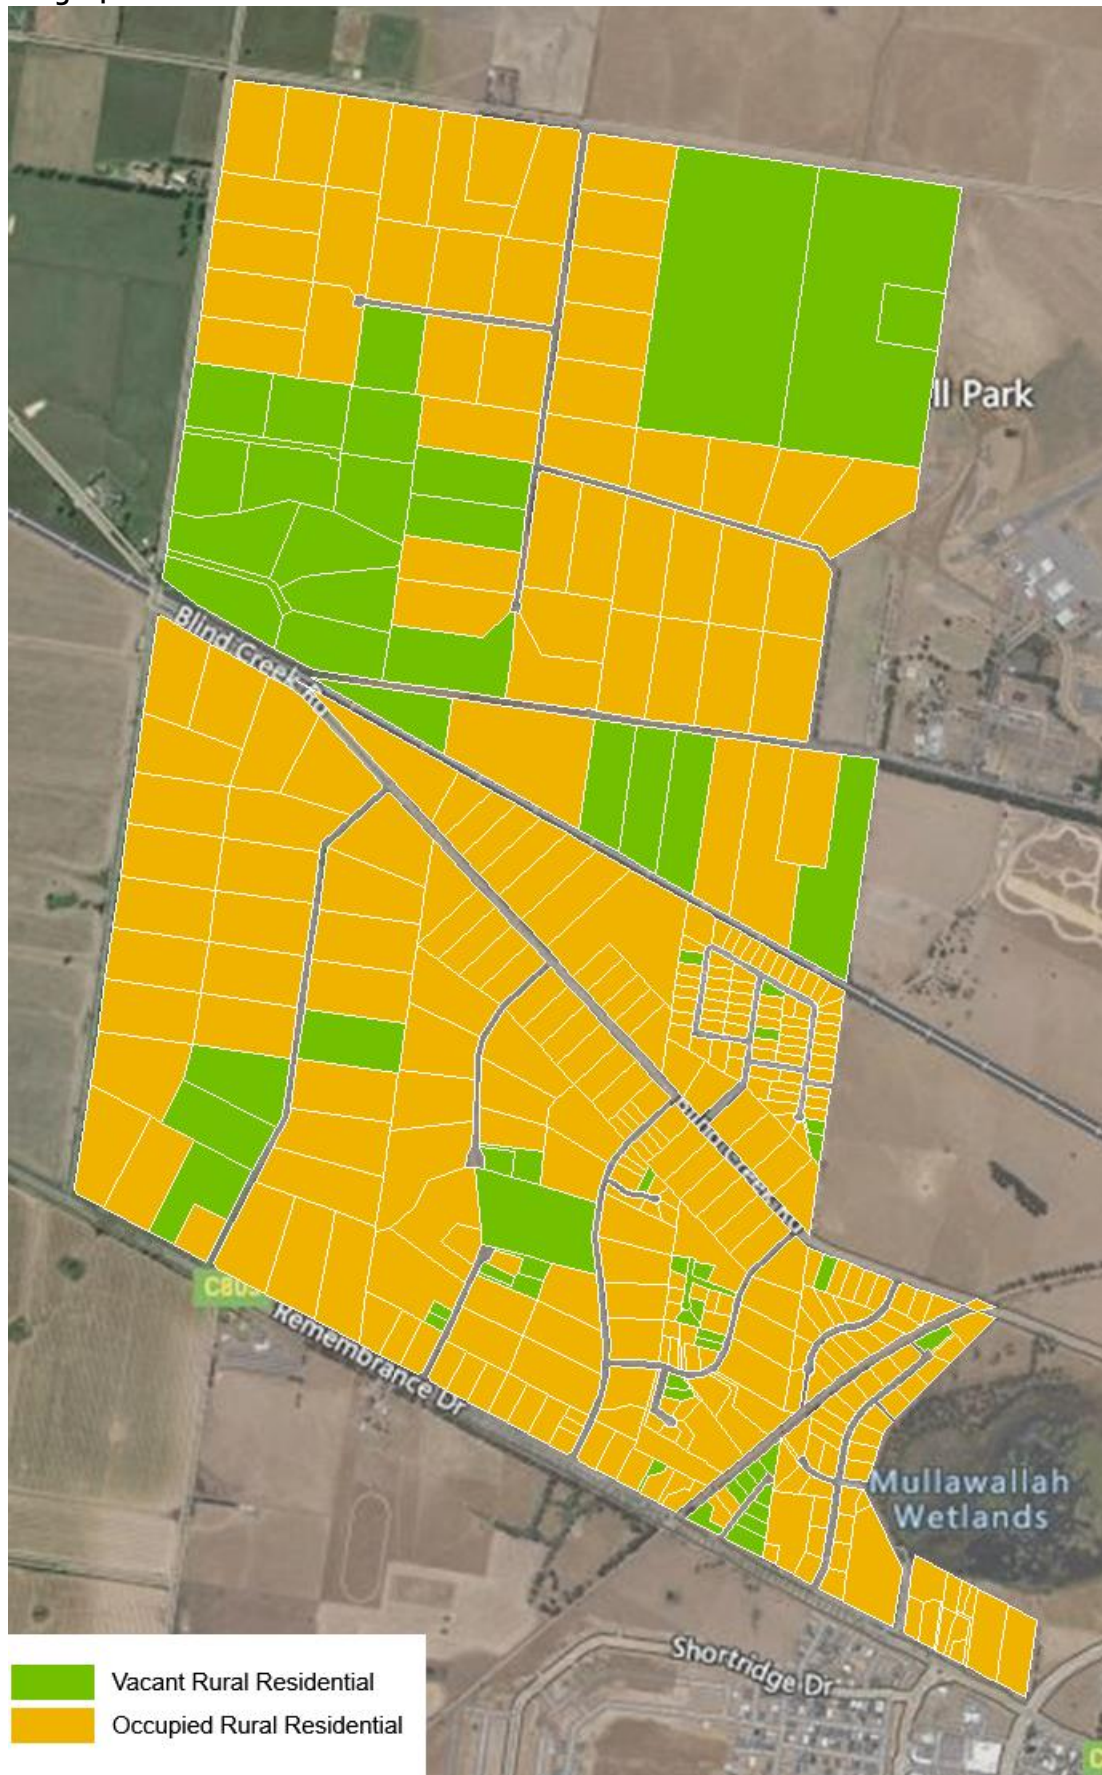 ll Park
Blind Creek Rd
C805
Remembrance Dr
Mullawallah
Wetlands
Shortridge Dr
Vacant Rural Residential
Occupied Rural Residential
C